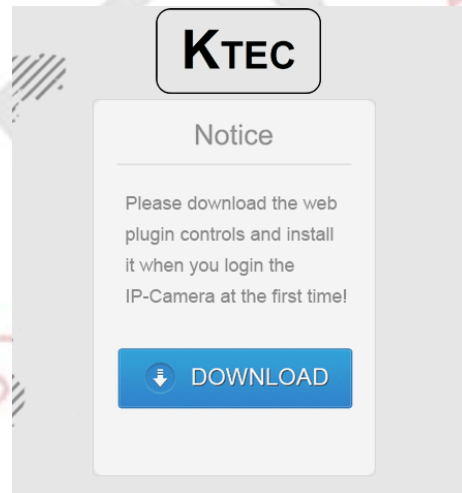 KTEC
Notice
Please download the web
plugin controls and install
it when you login the
IP-Camera at the first time!
DOWNLOAD